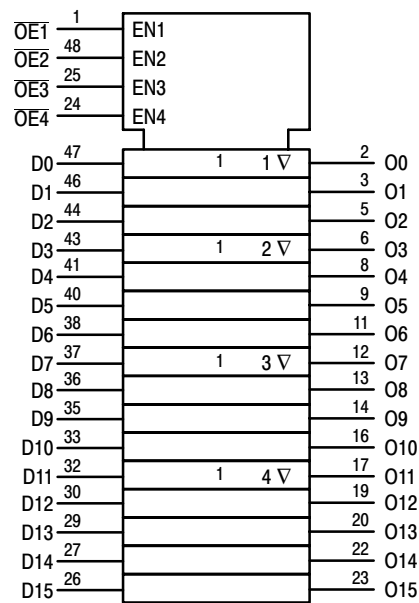 O̅E̅1̅ 1 EN1
O̅E̅2̅ 48 EN2
O̅E̅3̅ 25 EN3
O̅E̅4̅ 24 EN4
D0 47 1 1 ∇ 2 O0
D1 46 3 O1
D2 44 5 O2
D3 43 1 2 ∇ 6 O3
D4 41 8 O4
D5 40 9 O5
D6 38 11 O6
D7 37 1 3 ∇ 12 O7
D8 36 13 O8
D9 35 14 O9
D10 33 16 O10
D11 32 1 4 ∇ 17 O11
D12 30 19 O12
D13 29 20 O13
D14 27 22 O14
D15 26 23 O15